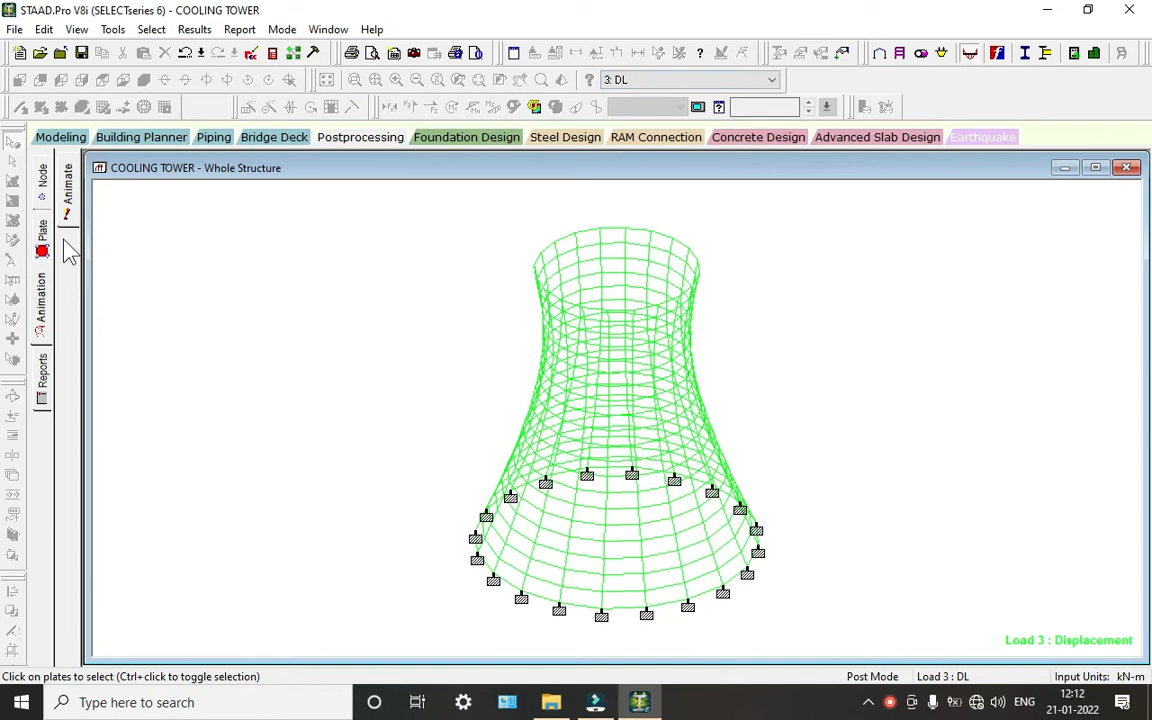 STAAD.Pro V8i (SELECTseries 6) - COOLING TOWER
File Edit View Tools Select Results Report Mode Window Help
3: DL
Modeling Building Planner Piping Bridge Deck Postprocessing Foundation Design Steel Design RAM Connection Concrete Design Advanced Slab Design Earthquake
Node
Plate
Animation
Reports
Animate
COOLING TOWER - Whole Structure
Load 3 : Displacement
Click on plates to select (Ctrl+click to toggle selection)
Post Mode Load 3 : DL Input Units: kN-m
Type here to search
ENG
12:12
21-01-2022